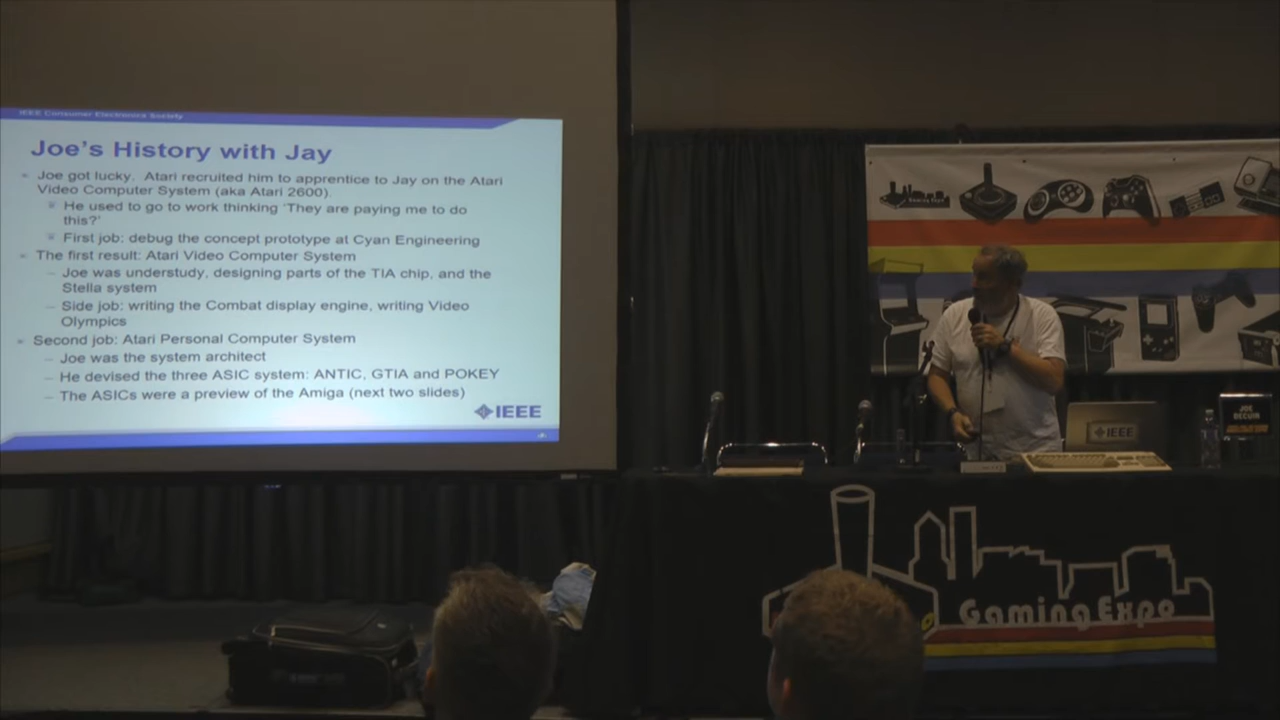 IEEE Consumer Electronics Society
Joe's History with Jay
Joe got lucky. Atari recruited him to apprentice to Jay on the Atari
Video Computer System (aka Atari 2600).
He used to go to work thinking 'They are paying me to do
this?'
First job: debug the concept prototype at Cyan Engineering
The first result: Atari Video Computer System
– Joe was understudy, designing parts of the TIA chip, and the
Stella system
– Side job: writing the Combat display engine, writing Video
Olympics
Second job: Atari Personal Computer System
– Joe was the system architect
– He devised the three ASIC system: ANTIC, GTIA and POKEY
– The ASICs were a preview of the Amiga (next two slides)
IEEE
Gaming Expo
IEEE
JOE
DECUIR
Gaming Expo